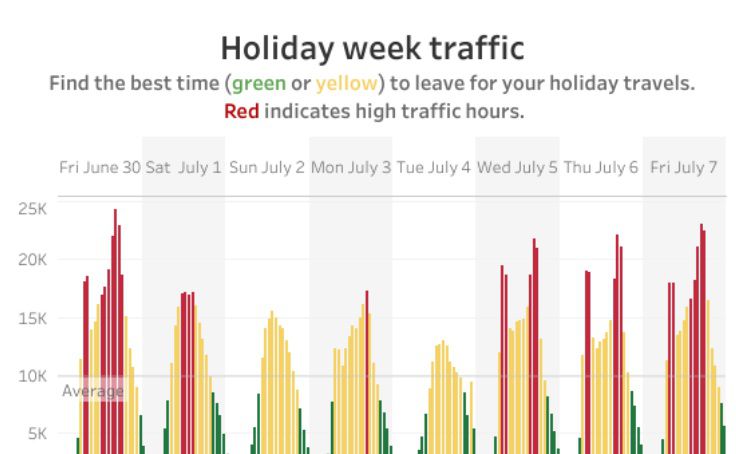 Holiday week traffic
Find the best time (green or yellow) to leave for your holiday travels.
Red indicates high traffic hours.
Fri June 30 Sat July 1 Sun July 2 Mon July 3 Tue July 4 Wed July 5 Thu July 6 Fri July 7
25K
20K
15K
10K
Average
5K